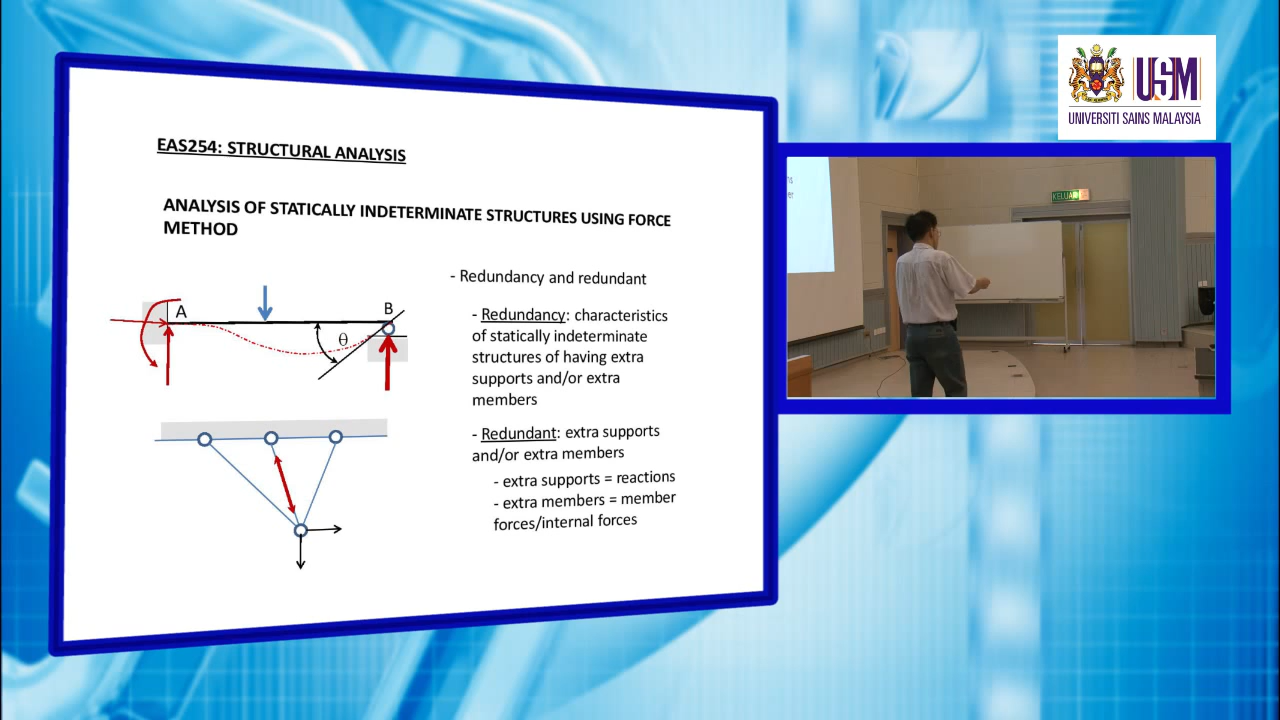 EAS254: STRUCTURAL ANALYSIS
ANALYSIS OF STATICALLY INDETERMINATE STRUCTURES USING FORCE
METHOD
A
B
θ
- Redundancy and redundant
- Redundancy: characteristics
of statically indeterminate
structures of having extra
supports and/or extra
members
- Redundant: extra supports
and/or extra members
- extra supports = reactions
- extra members = member
forces/internal forces
USM
UNIVERSITI SAINS MALAYSIA
KELUAR